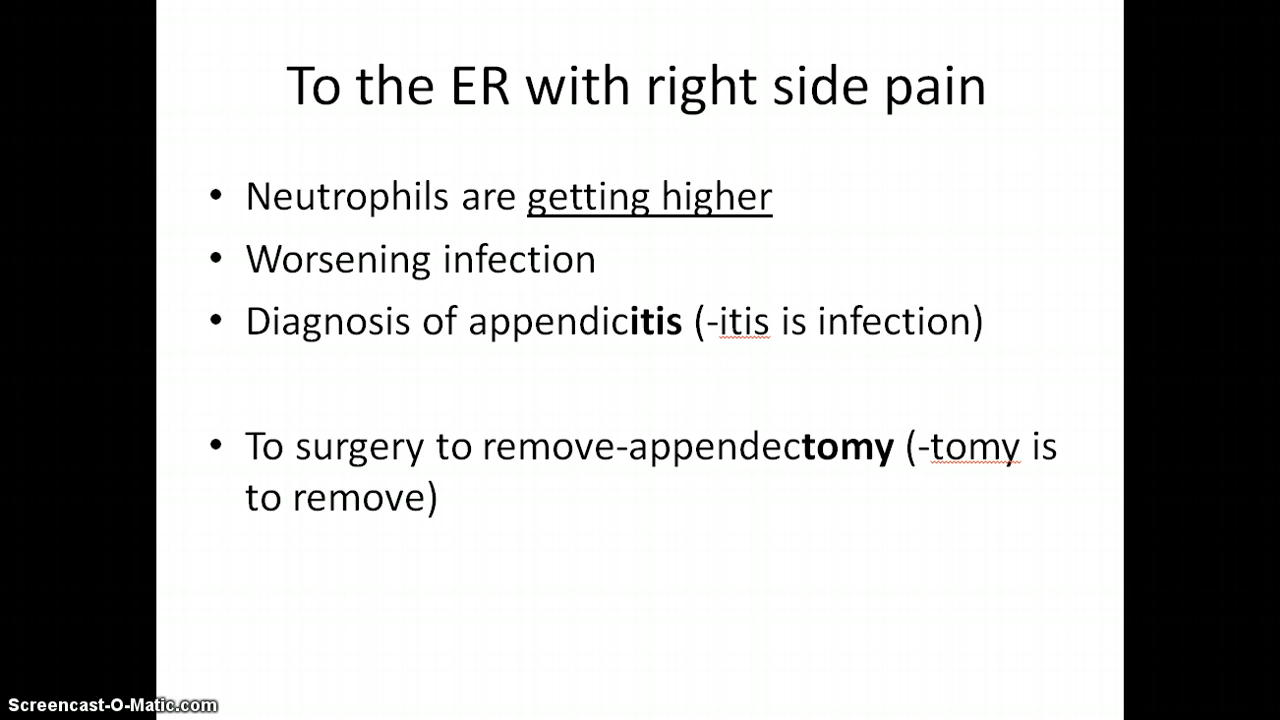 To the ER with right side pain
• Neutrophils are getting higher
• Worsening infection
• Diagnosis of appendicitis (-itis is infection)
• To surgery to remove-appendectomy (-tomy is
to remove)
Screencast-O-Matic.com